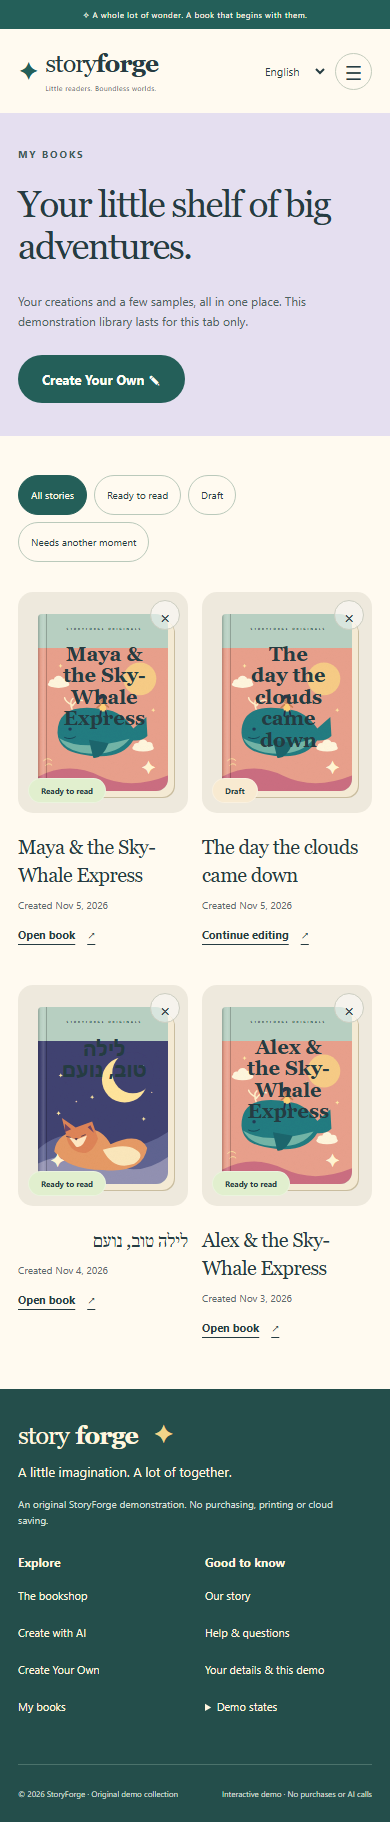 ✧ A whole lot of wonder. A book that begins with them.
storyforge
Little readers. Boundless worlds.
English
MY BOOKS
Your little shelf of big
adventures.
Your creations and a few samples, all in one place. This
demonstration library lasts for this tab only.
Create Your Own
All stories
Ready to read
Draft
Needs another moment
STORYFORGE ORIGINALS
Maya &
the Sky-
Whale
Express
Ready to read
STORYFORGE ORIGINALS
The
day the
clouds
came
down
Draft
Maya & the Sky-
Whale Express
Created Nov 5, 2026
Open book ↗
The day the clouds
came down
Created Nov 5, 2026
Continue editing ↗
STORYFORGE ORIGINALS
לילה
טוב, נועם
Ready to read
STORYFORGE ORIGINALS
Alex &
the Sky-
Whale
Express
Ready to read
לילה טוב, נועם
Created Nov 4, 2026
Open book ↗
Alex & the Sky-
Whale Express
Created Nov 3, 2026
Open book ↗
story forge
A little imagination. A lot of together.
An original StoryForge demonstration. No purchasing, printing or cloud
saving.
Explore
The bookshop
Create with AI
Create Your Own
My books
Good to know
Our story
Help & questions
Your details & this demo
Demo states
© 2026 StoryForge · Original demo collection
Interactive demo · No purchases or AI calls